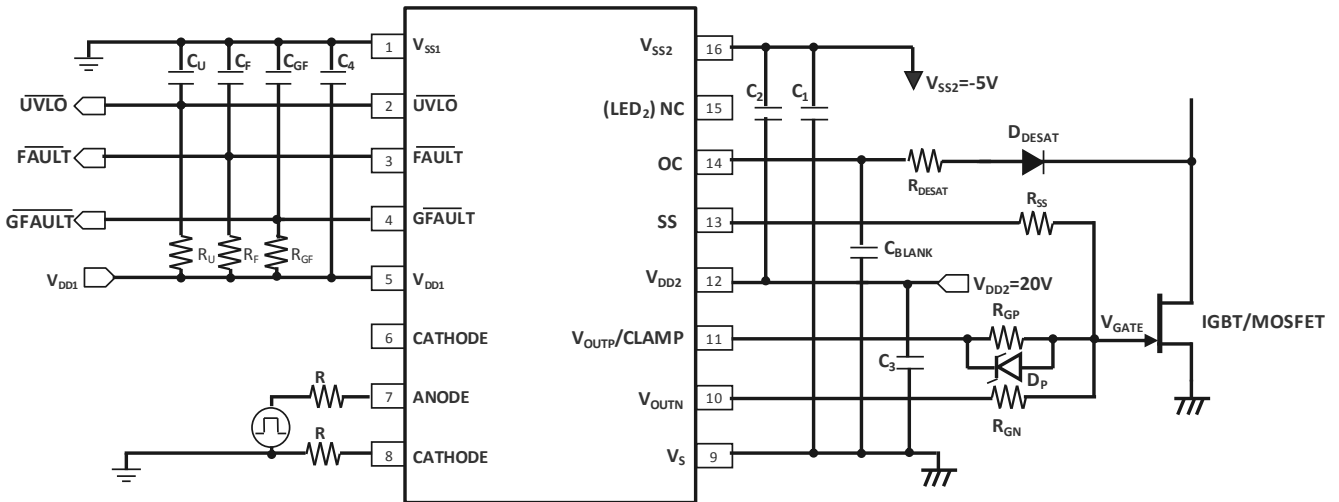 1 V_SS1
C_U C_F C_GF C_4
UVLO 2 UVLO
FAULT 3 FAULT
GFAULT 4 GFAULT
R_U R_F R_GF
V_DD1 5 V_DD1
6 CATHODE
R 7 ANODE
R 8 CATHODE
V_SS2 16
V_SS2=-5V
C_2 C_1
(LED_2) NC 15
D_DESAT
OC 14
R_DESAT
R_SS
SS 13
C_BLANK
V_DD2 12 V_DD2=20V
R_GP
V_OUTP/CLAMP 11 V_GATE IGBT/MOSFET
C_3 D_P
V_OUTN 10
R_GN
V_S 9